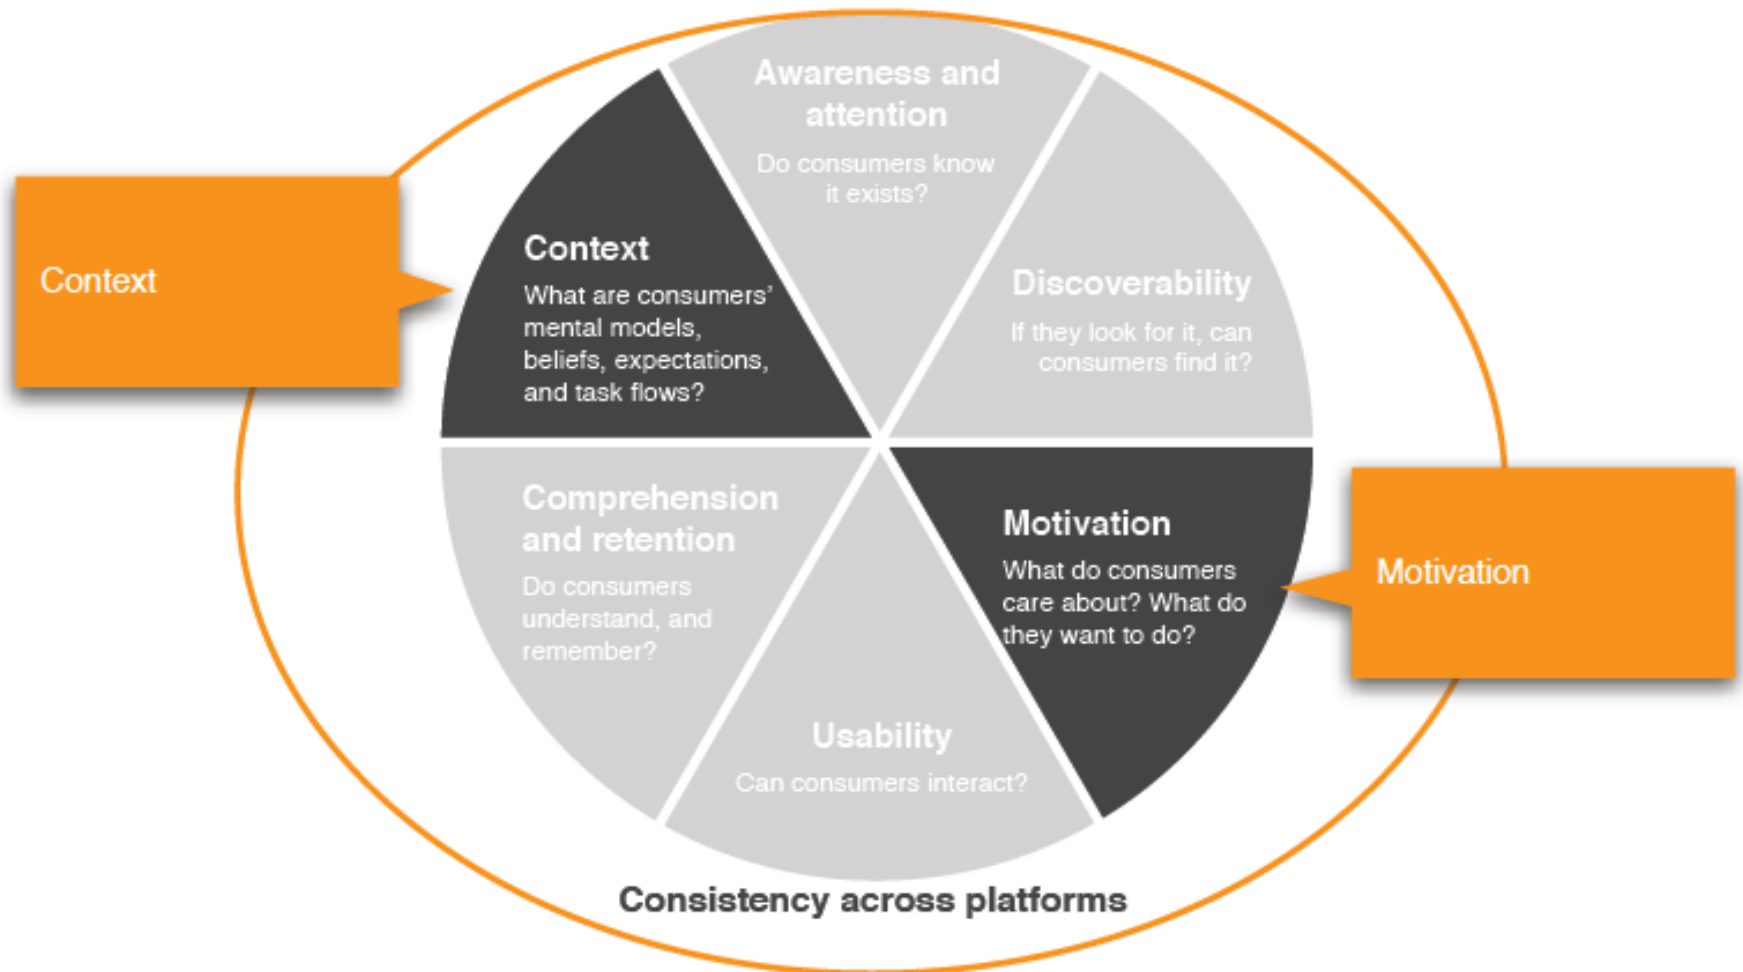 Awareness and
attention
Do consumers know
it exists?
Context
Context
What are consumers’
mental models,
beliefs, expectations,
and task flows?
Discoverability
If they look for it, can
consumers find it?
Comprehension
and retention
Do consumers
understand, and
remember?
Motivation
What do consumers
care about? What do
they want to do?
Motivation
Usability
Can consumers interact?
Consistency across platforms